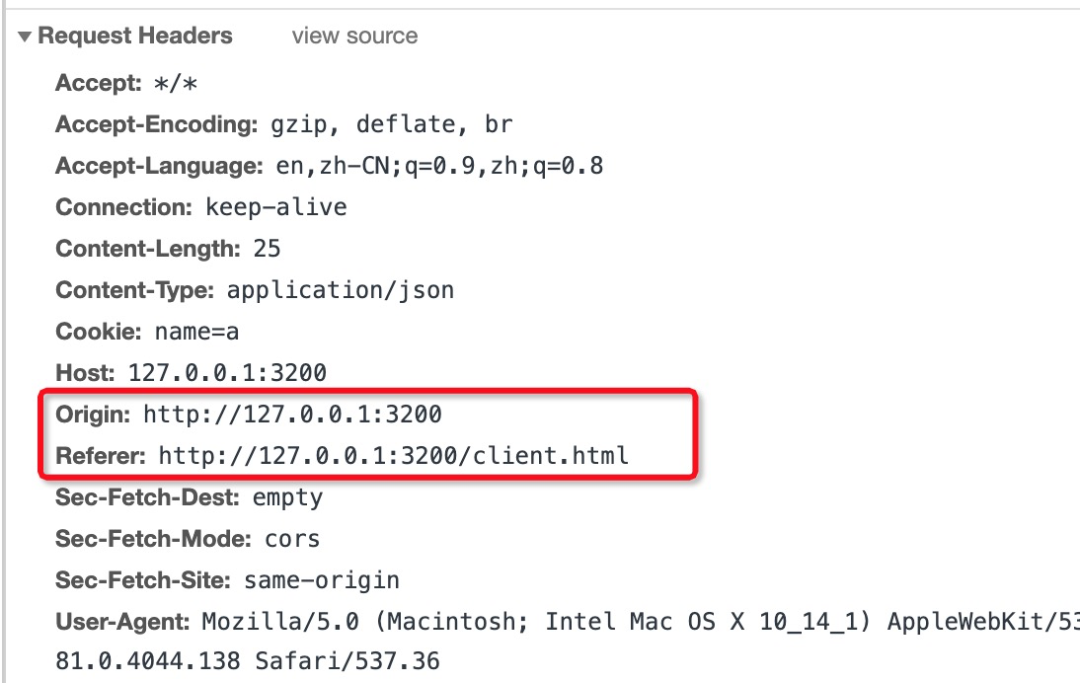 ▼ Request Headers view source
Accept: */*
Accept-Encoding: gzip, deflate, br
Accept-Language: en,zh-CN;q=0.9,zh;q=0.8
Connection: keep-alive
Content-Length: 25
Content-Type: application/json
Cookie: name=a
Host: 127.0.0.1:3200
Origin: http://127.0.0.1:3200
Referer: http://127.0.0.1:3200/client.html
Sec-Fetch-Dest: empty
Sec-Fetch-Mode: cors
Sec-Fetch-Site: same-origin
User-Agent: Mozilla/5.0 (Macintosh; Intel Mac OS X 10_14_1) AppleWebKit/53
81.0.4044.138 Safari/537.36